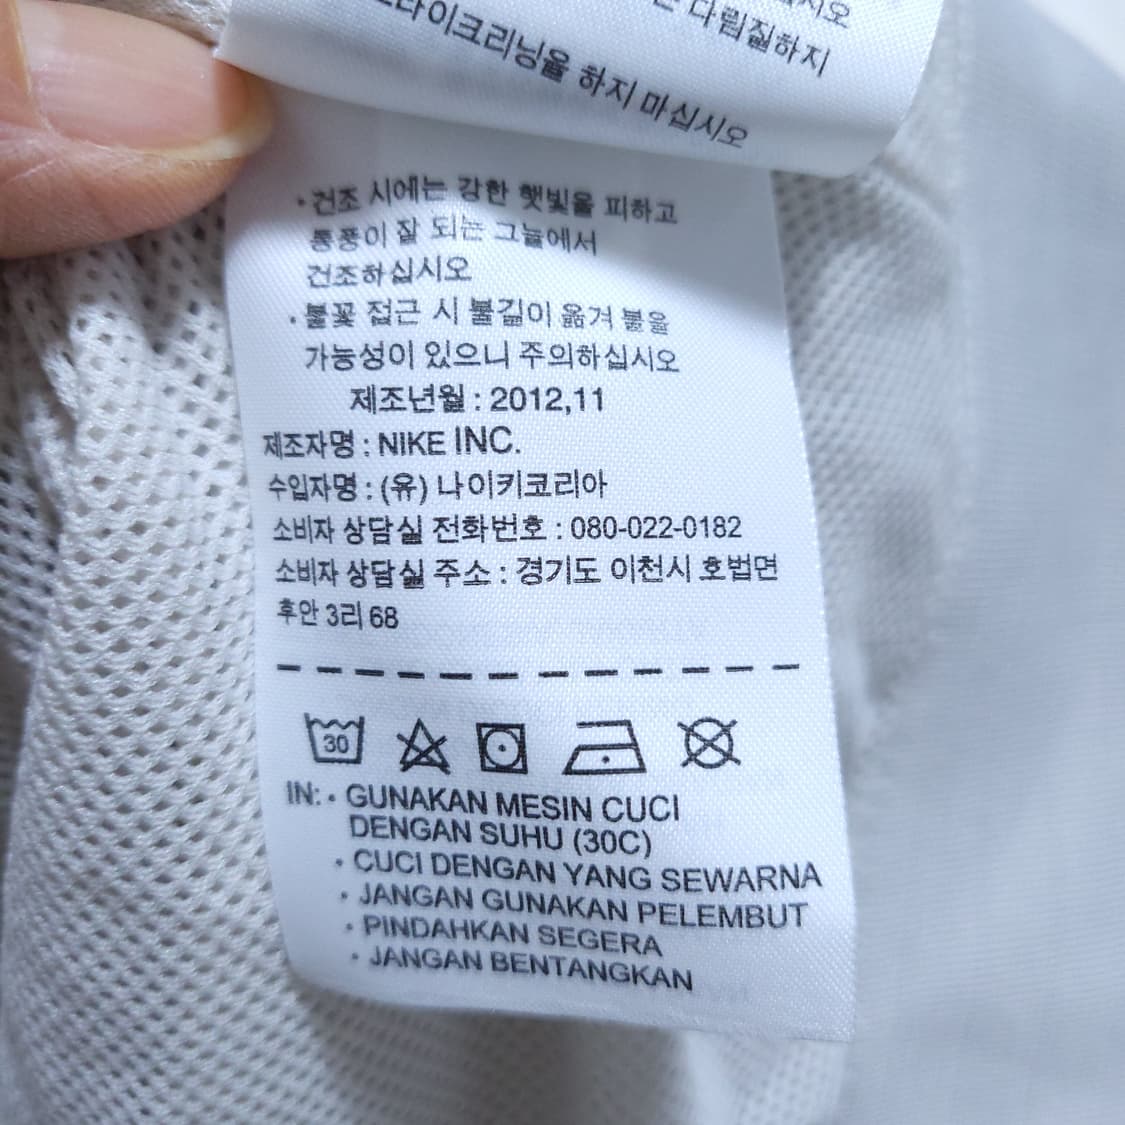 다림질하지
드라이크리닝을 하지 마십시오
· 건조 시에는 강한 햇빛을 피하고
통풍이 잘 되는 그늘에서
건조하십시오
· 불꽃 접근 시 불길이 옮겨 붙을
가능성이 있으니 주의하십시오
제조년월 : 2012,11
제조자명 : NIKE INC.
수입자명 : (유) 나이키코리아
소비자 상담실 전화번호 : 080-022-0182
소비자 상담실 주소 : 경기도 이천시 호법면
후안 3리 68
30
IN: · GUNAKAN MESIN CUCI
DENGAN SUHU (30C)
· CUCI DENGAN YANG SEWARNA
· JANGAN GUNAKAN PELEMBUT
· PINDAHKAN SEGERA
· JANGAN BENTANGKAN